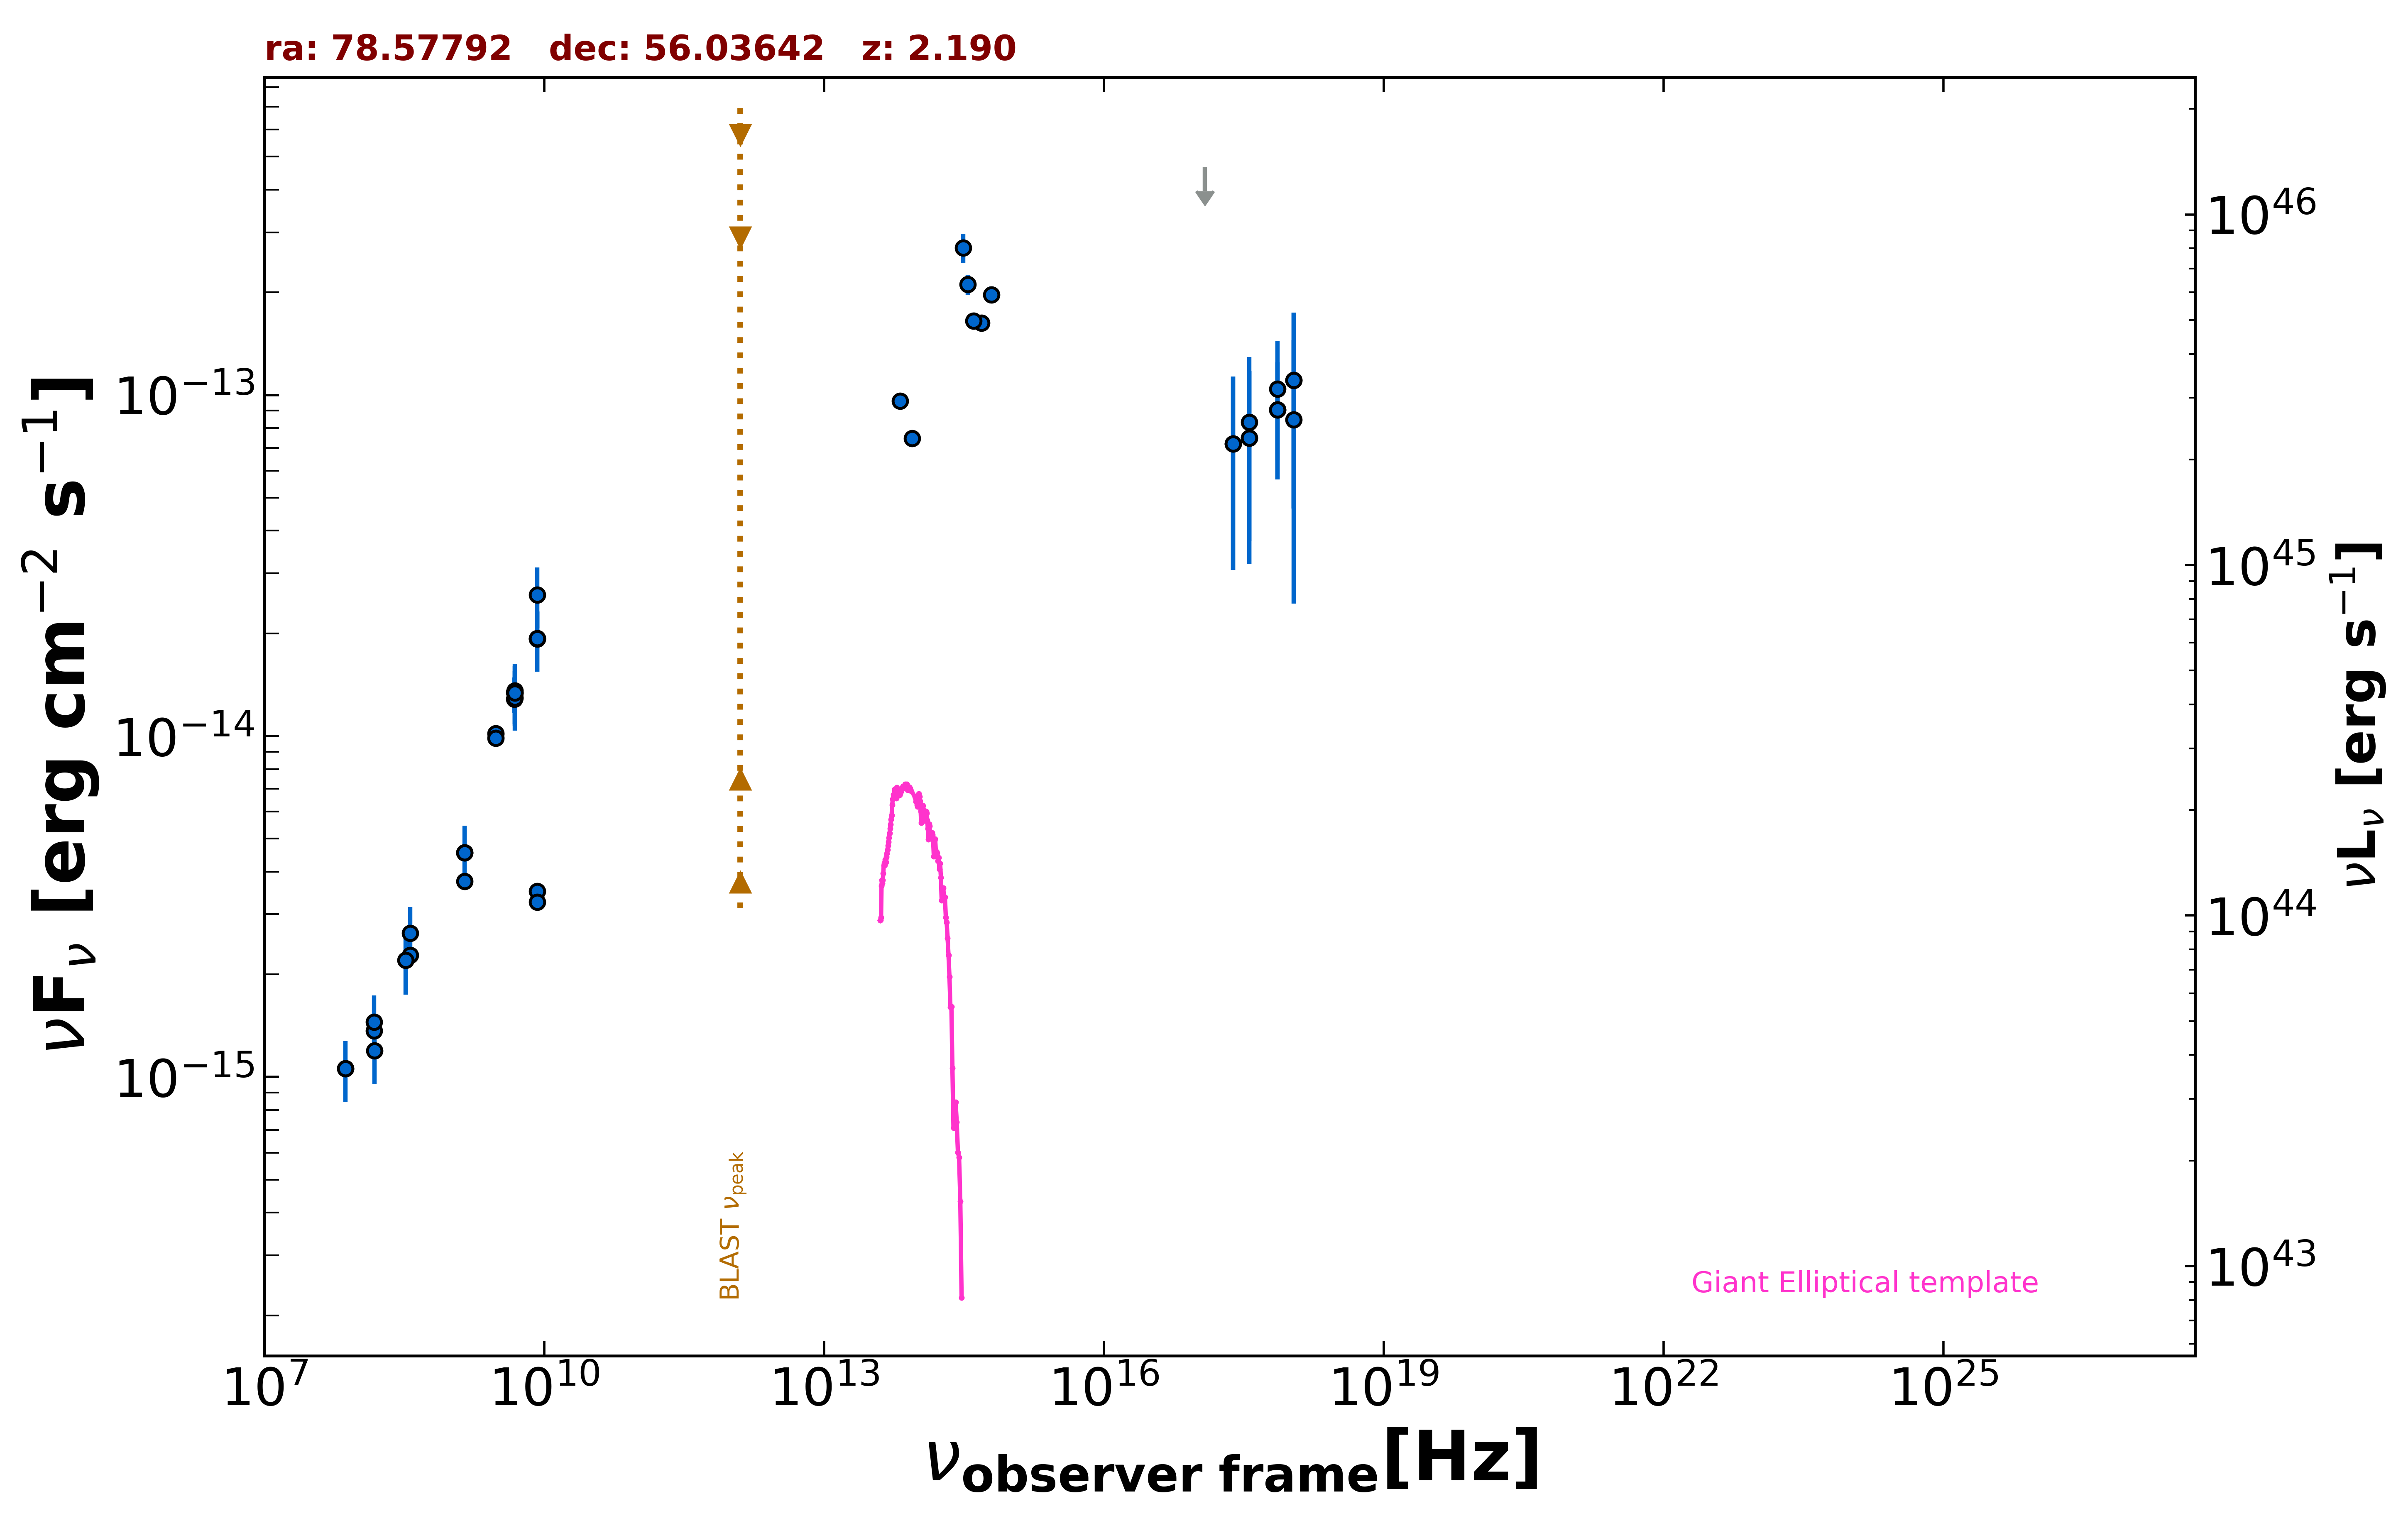 ra: 78.57792 dec: 56.03642 z: 2.190
νFν [erg cm⁻² s⁻¹]
10⁻¹³
10⁻¹⁴
10⁻¹⁵
10⁴⁶
10⁴⁵
10⁴⁴
10⁴³
νLν [erg s⁻¹]
BLAST νpeak
Giant Elliptical template
10⁷ 10¹⁰ 10¹³ 10¹⁶ 10¹⁹ 10²² 10²⁵
νobserver frame[Hz]